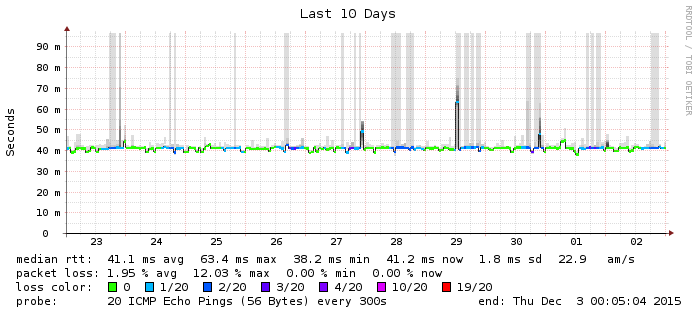 Last 10 Days
RRDTOOL / TOBI OETIKER
Seconds
90 m
80 m
70 m
60 m
50 m
40 m
30 m
20 m
10 m
0
23 24 25 26 27 28 29 30 01 02
median rtt: 41.1 ms avg 63.4 ms max 38.2 ms min 41.2 ms now 1.8 ms sd 22.9 am/s
packet loss: 1.95 % avg 12.03 % max 0.00 % min 0.00 % now
loss color: 0 1/20 2/20 3/20 4/20 10/20 19/20
probe: 20 ICMP Echo Pings (56 Bytes) every 300s end: Thu Dec 3 00:05:04 2015